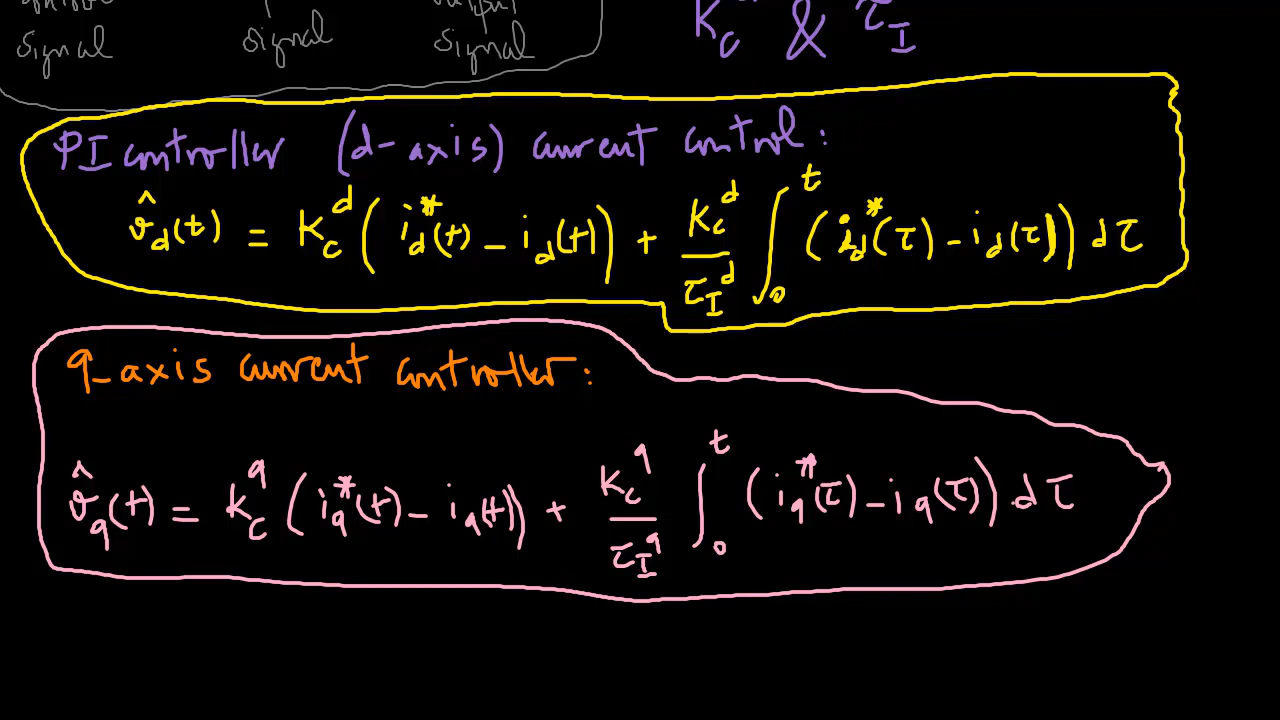 signal signal signal K_c & τ_I
PI controller (d-axis) current control:
v̂_d(t) = K_c^d (i_d^*(t) - i_d(t)) + K_c^d/τ_I^d ∫_0^t (i_d^*(τ) - i_d(τ)) dτ
q-axis current controller:
v̂_q(t) = K_c^q (i_q^*(t) - i_q(t)) + K_c^q/τ_I^q ∫_0^t (i_q^*(τ) - i_q(τ)) dτ